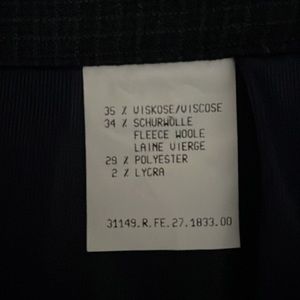 35 % VISKOSE/VISCOSE
34 % SCHURWOLLE
FLEECE WOOLE
LAINE VIERGE
29 % POLYESTER
2 % LYCRA
31149.R.FE.27.1833.00